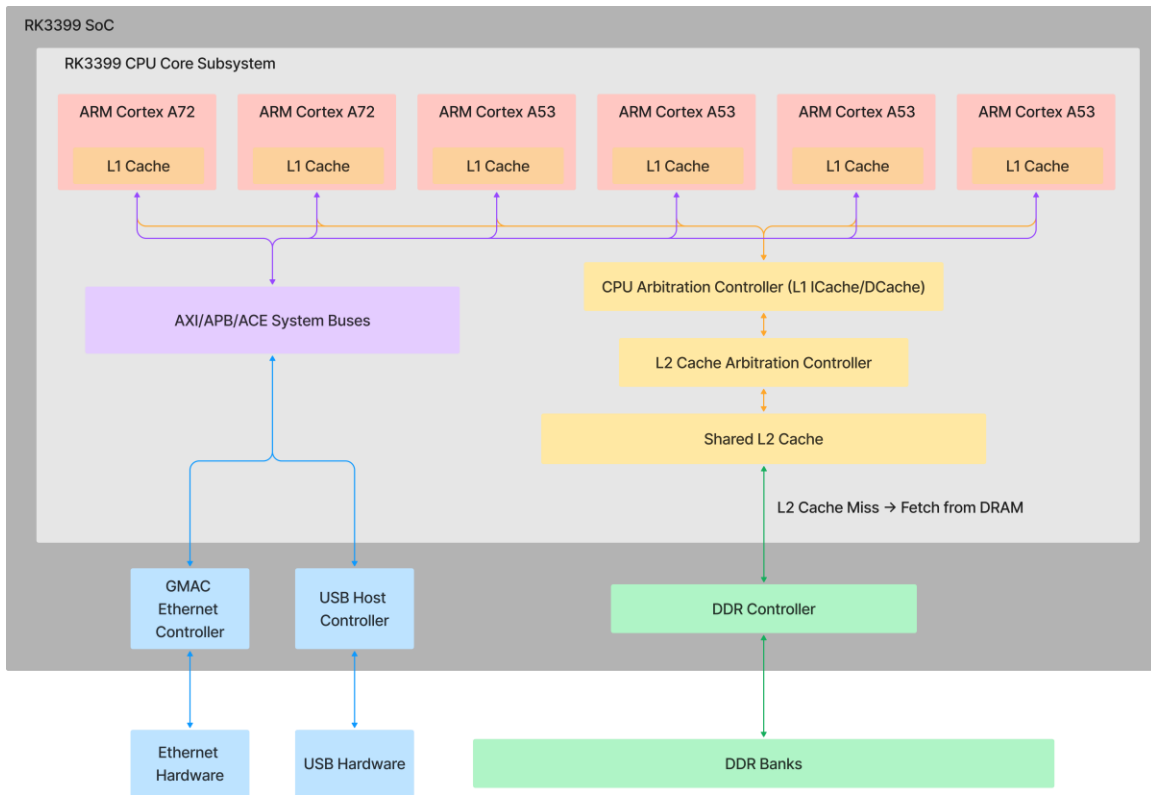 RK3399 SoC
RK3399 CPU Core Subsystem
ARM Cortex A72
L1 Cache
ARM Cortex A72
L1 Cache
ARM Cortex A53
L1 Cache
ARM Cortex A53
L1 Cache
ARM Cortex A53
L1 Cache
ARM Cortex A53
L1 Cache
AXI/APB/ACE System Buses
CPU Arbitration Controller (L1 ICache/DCache)
L2 Cache Arbitration Controller
Shared L2 Cache
L2 Cache Miss → Fetch from DRAM
GMAC
Ethernet
Controller
USB Host
Controller
DDR Controller
Ethernet
Hardware
USB Hardware
DDR Banks